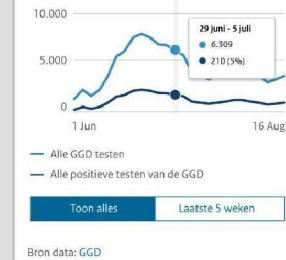 10.000
5.000
0
29 juni - 5 juli
6.309
210 (5%)
1 Jun
16 Aug
Alle GGD testen
Alle positieve testen van de GGD
Toon alles
Laatste 5 weken
Bron data: GGD